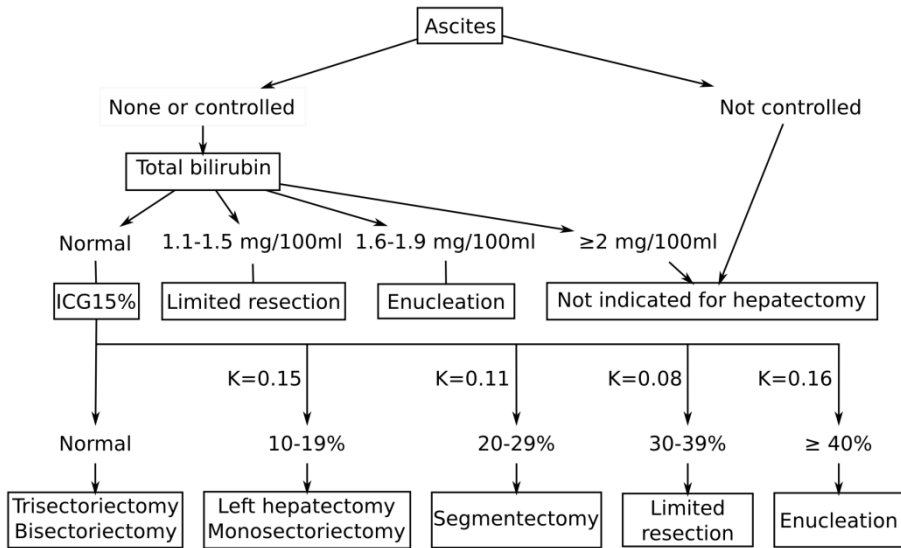 Ascites
None or controlled
Not controlled
Total bilirubin
Normal
1.1-1.5 mg/100ml
1.6-1.9 mg/100ml
≥2 mg/100ml
ICG15%
Limited resection
Enucleation
Not indicated for hepatectomy
K=0.15
K=0.11
K=0.08
K=0.16
Normal
10-19%
20-29%
30-39%
≥ 40%
Trisectoriectomy
Bisectoriectomy
Left hepatectomy
Monosectoriectomy
Segmentectomy
Limited
resection
Enucleation